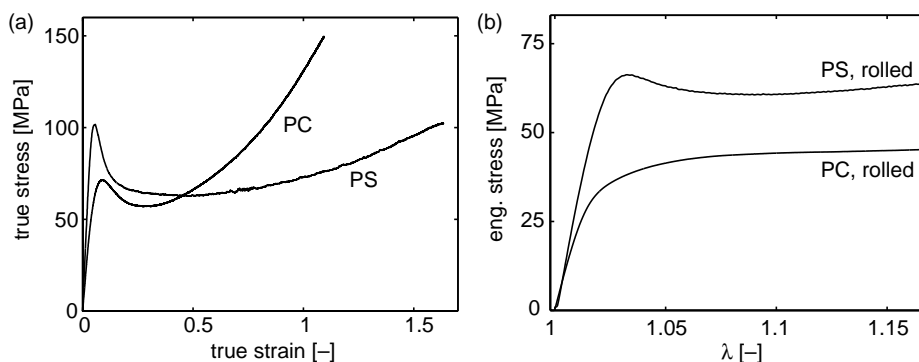 (a)
true stress [MPa]
150
100
50
0
PC
PS
0
0.5
1
1.5
true strain [–]
(b)
eng. stress [MPa]
75
50
25
0
PS, rolled
PC, rolled
1
1.05
1.1
1.15
λ [–]